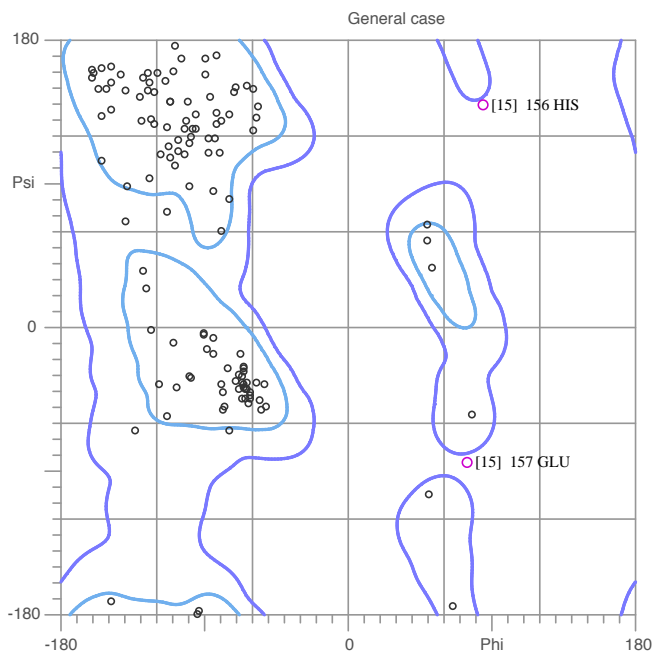 General case
180
[15] 156 HIS
Psi
0
[15] 157 GLU
-180
-180 0 Phi 180